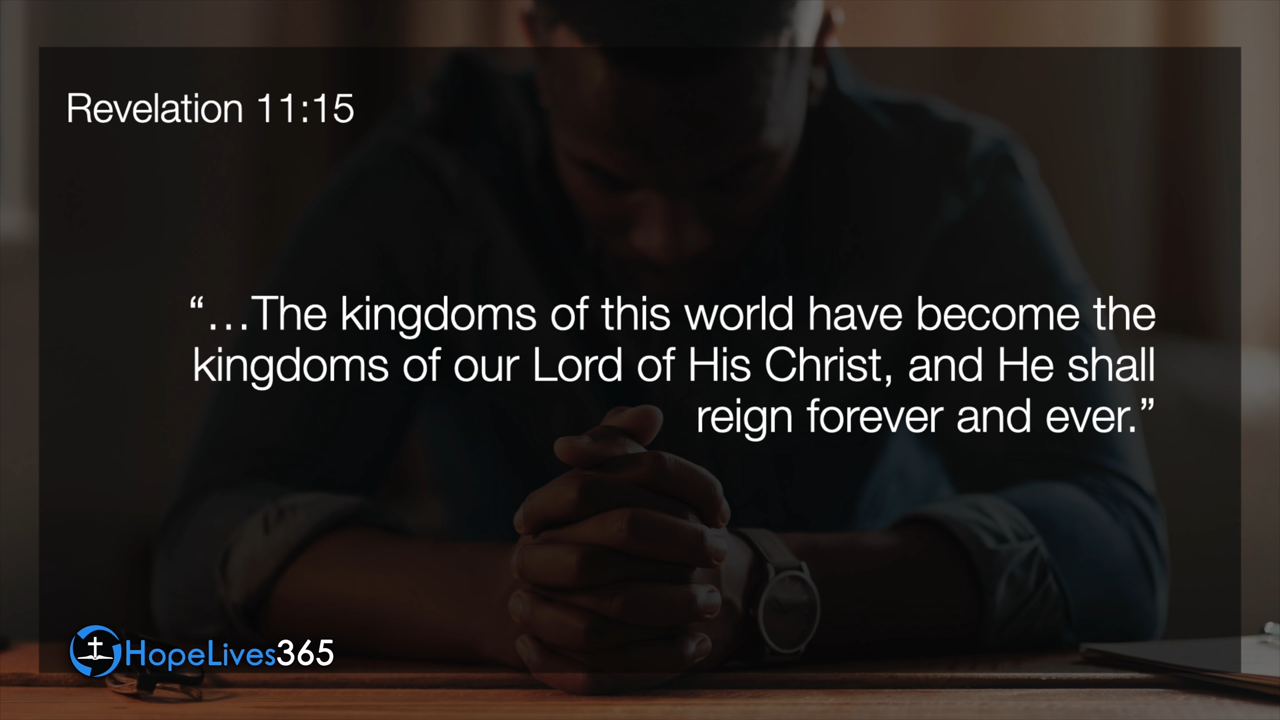 Revelation 11:15
“…The kingdoms of this world have become the
kingdoms of our Lord of His Christ, and He shall
reign forever and ever.”
HopeLives365